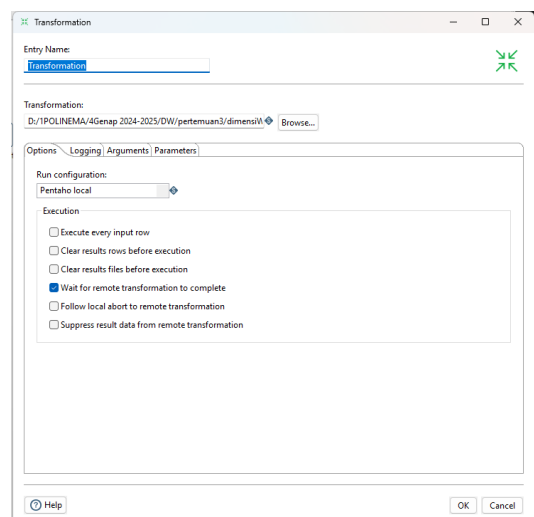 Transformation
Entry Name:
Transformation
Transformation:
D:/1POLINEMA/4Genap 2024-2025/DW/pertemuan3/dimensiW
Browse...
Options Logging Arguments Parameters
Run configuration:
Pentaho local
Execution
Execute every input row
Clear results rows before execution
Clear results files before execution
Wait for remote transformation to complete
Follow local abort to remote transformation
Suppress result data from remote transformation
Help OK Cancel